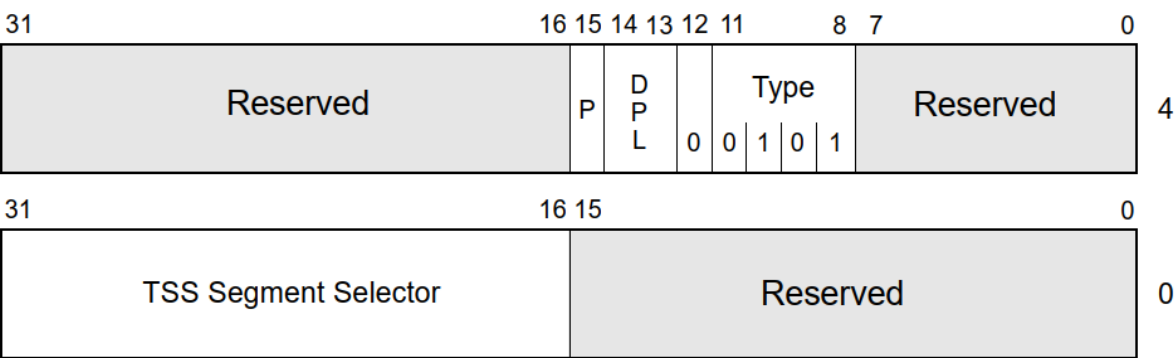 31 16 15 14 13 12 11 8 7 0
Reserved P DPL Type Reserved 4
0 0 1 0 1
31 16 15 0
TSS Segment Selector Reserved 0